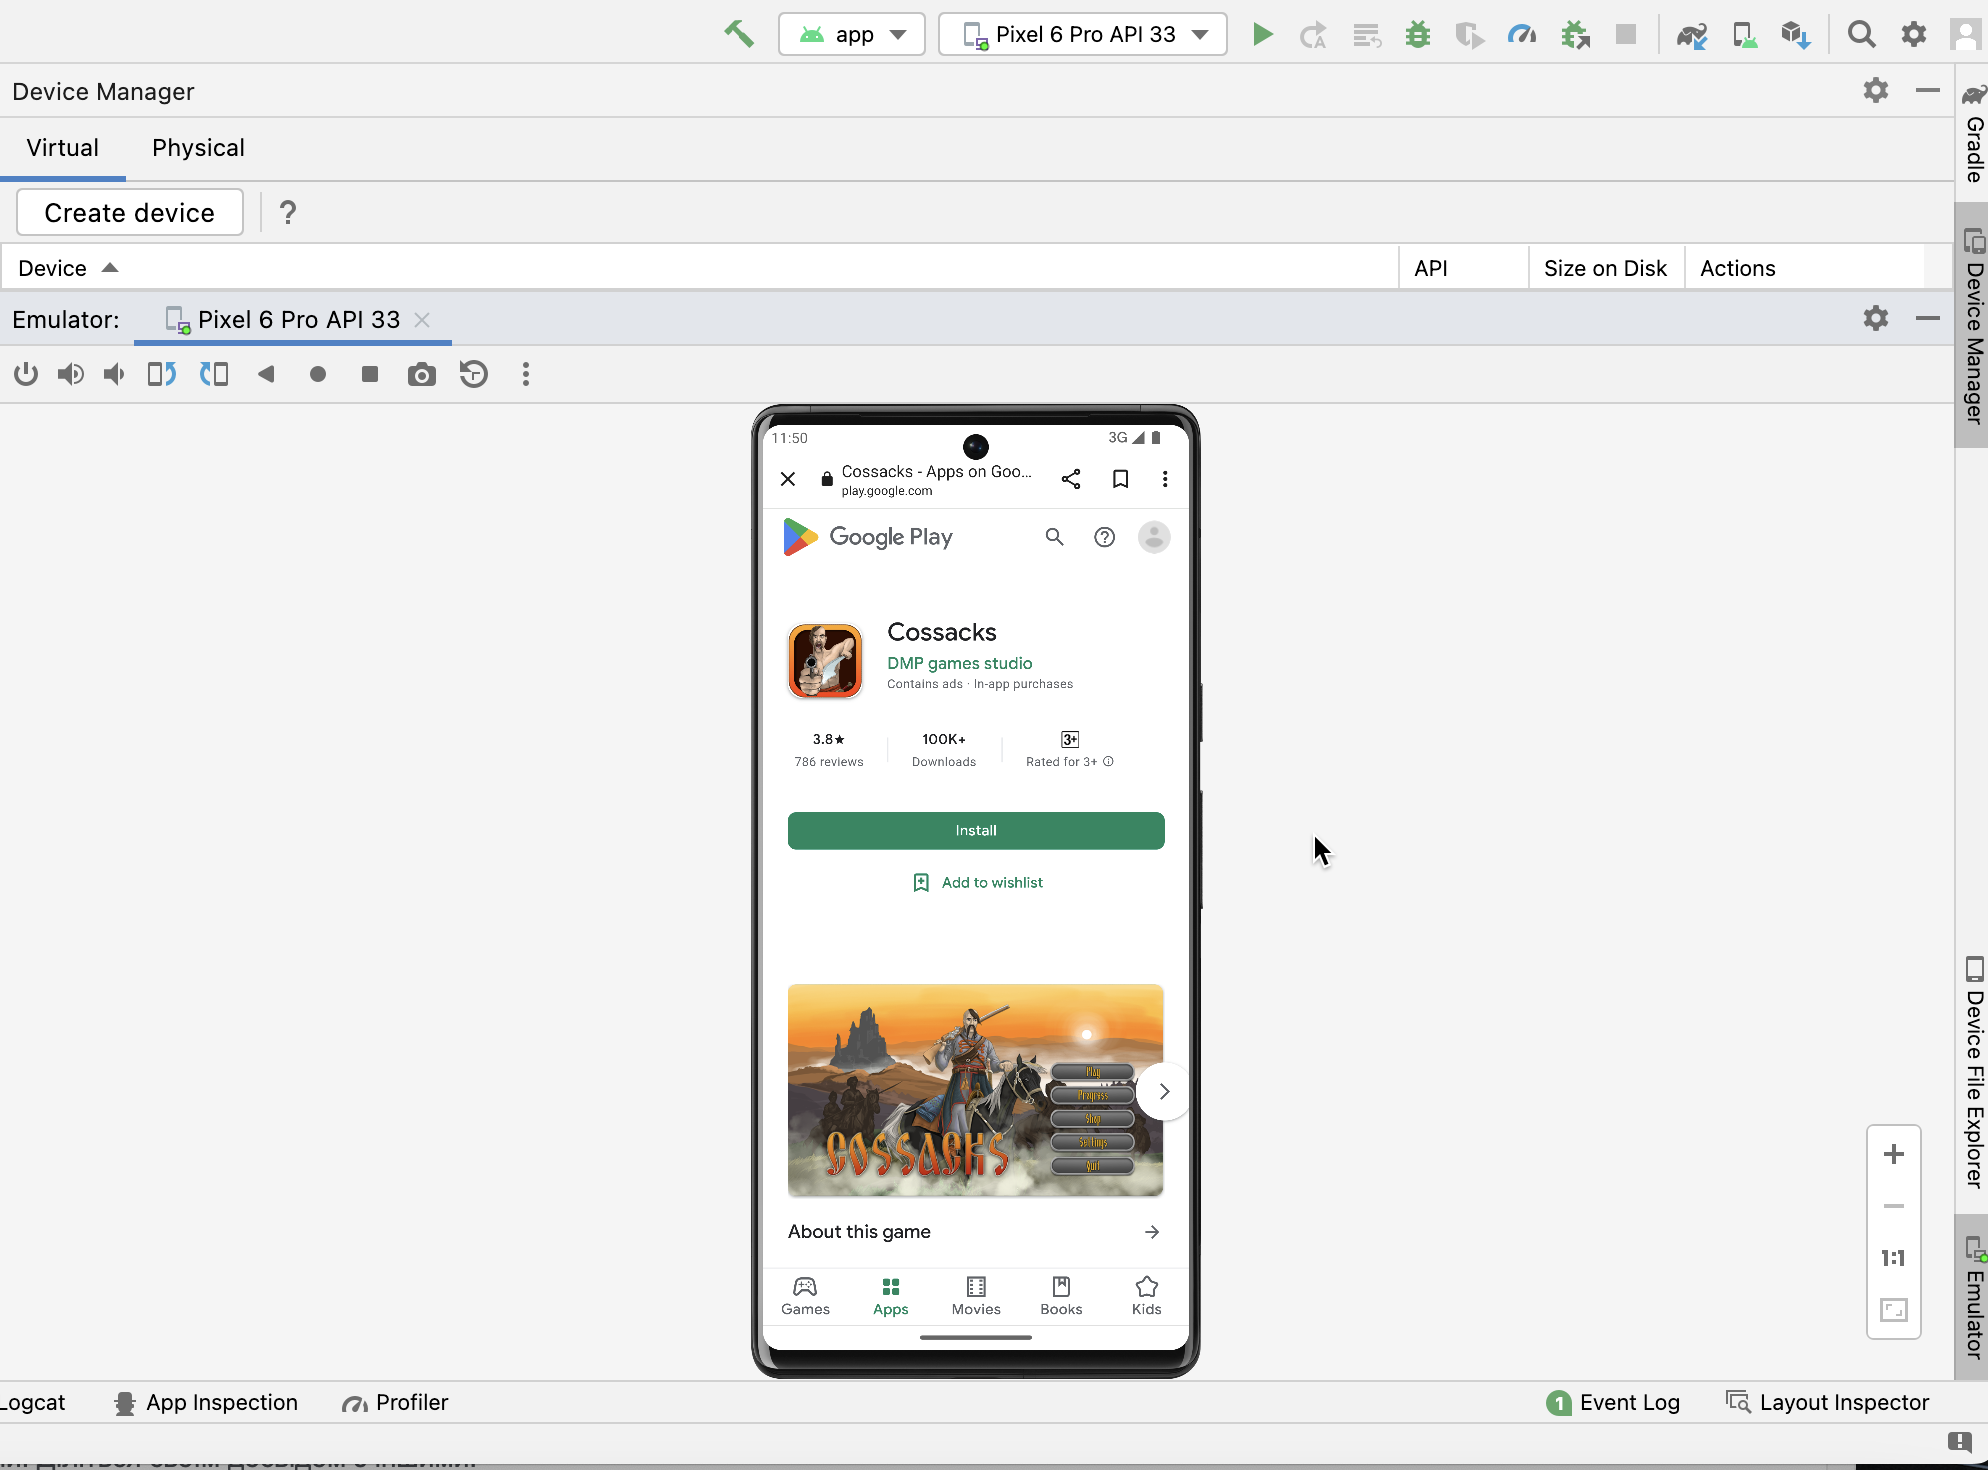 app
Pixel 6 Pro API 33
Device Manager
Virtual
Physical
Create device
?
Device
API
Size on Disk
Actions
Emulator:
Pixel 6 Pro API 33
11:50
3G
Cossacks - Apps on Goo...
play.google.com
Google Play
Cossacks
DMP games studio
Contains ads · In-app purchases
3.8★
100K+
3+
786 reviews
Downloads
Rated for 3+
Install
Add to wishlist
Play
Progress
Shop
Settings
Quit
COSSACKS
About this game
Games
Apps
Movies
Books
Kids
1:1
Gradle
Device Manager
Device File Explorer
Emulator
Logcat
App Inspection
Profiler
1
Event Log
Layout Inspector